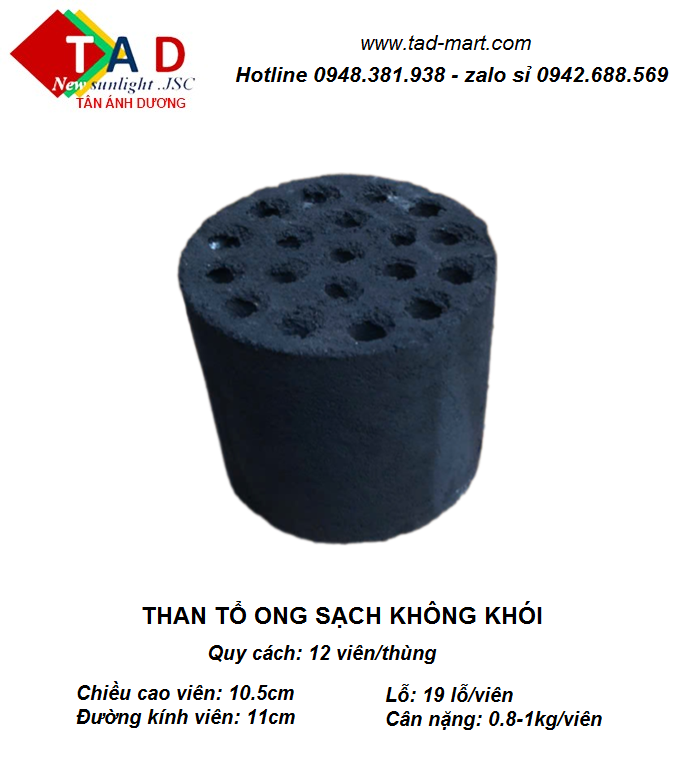 TAD
New sunlight .JSC
TÂN ÁNH DƯƠNG
www.tad-mart.com
Hotline 0948.381.938 - zalo sỉ 0942.688.569
THAN TỔ ONG SẠCH KHÔNG KHÓI
Quy cách: 12 viên/thùng
Chiều cao viên: 10.5cm
Đường kính viên: 11cm
Lỗ: 19 lỗ/viên
Cân nặng: 0.8-1kg/viên